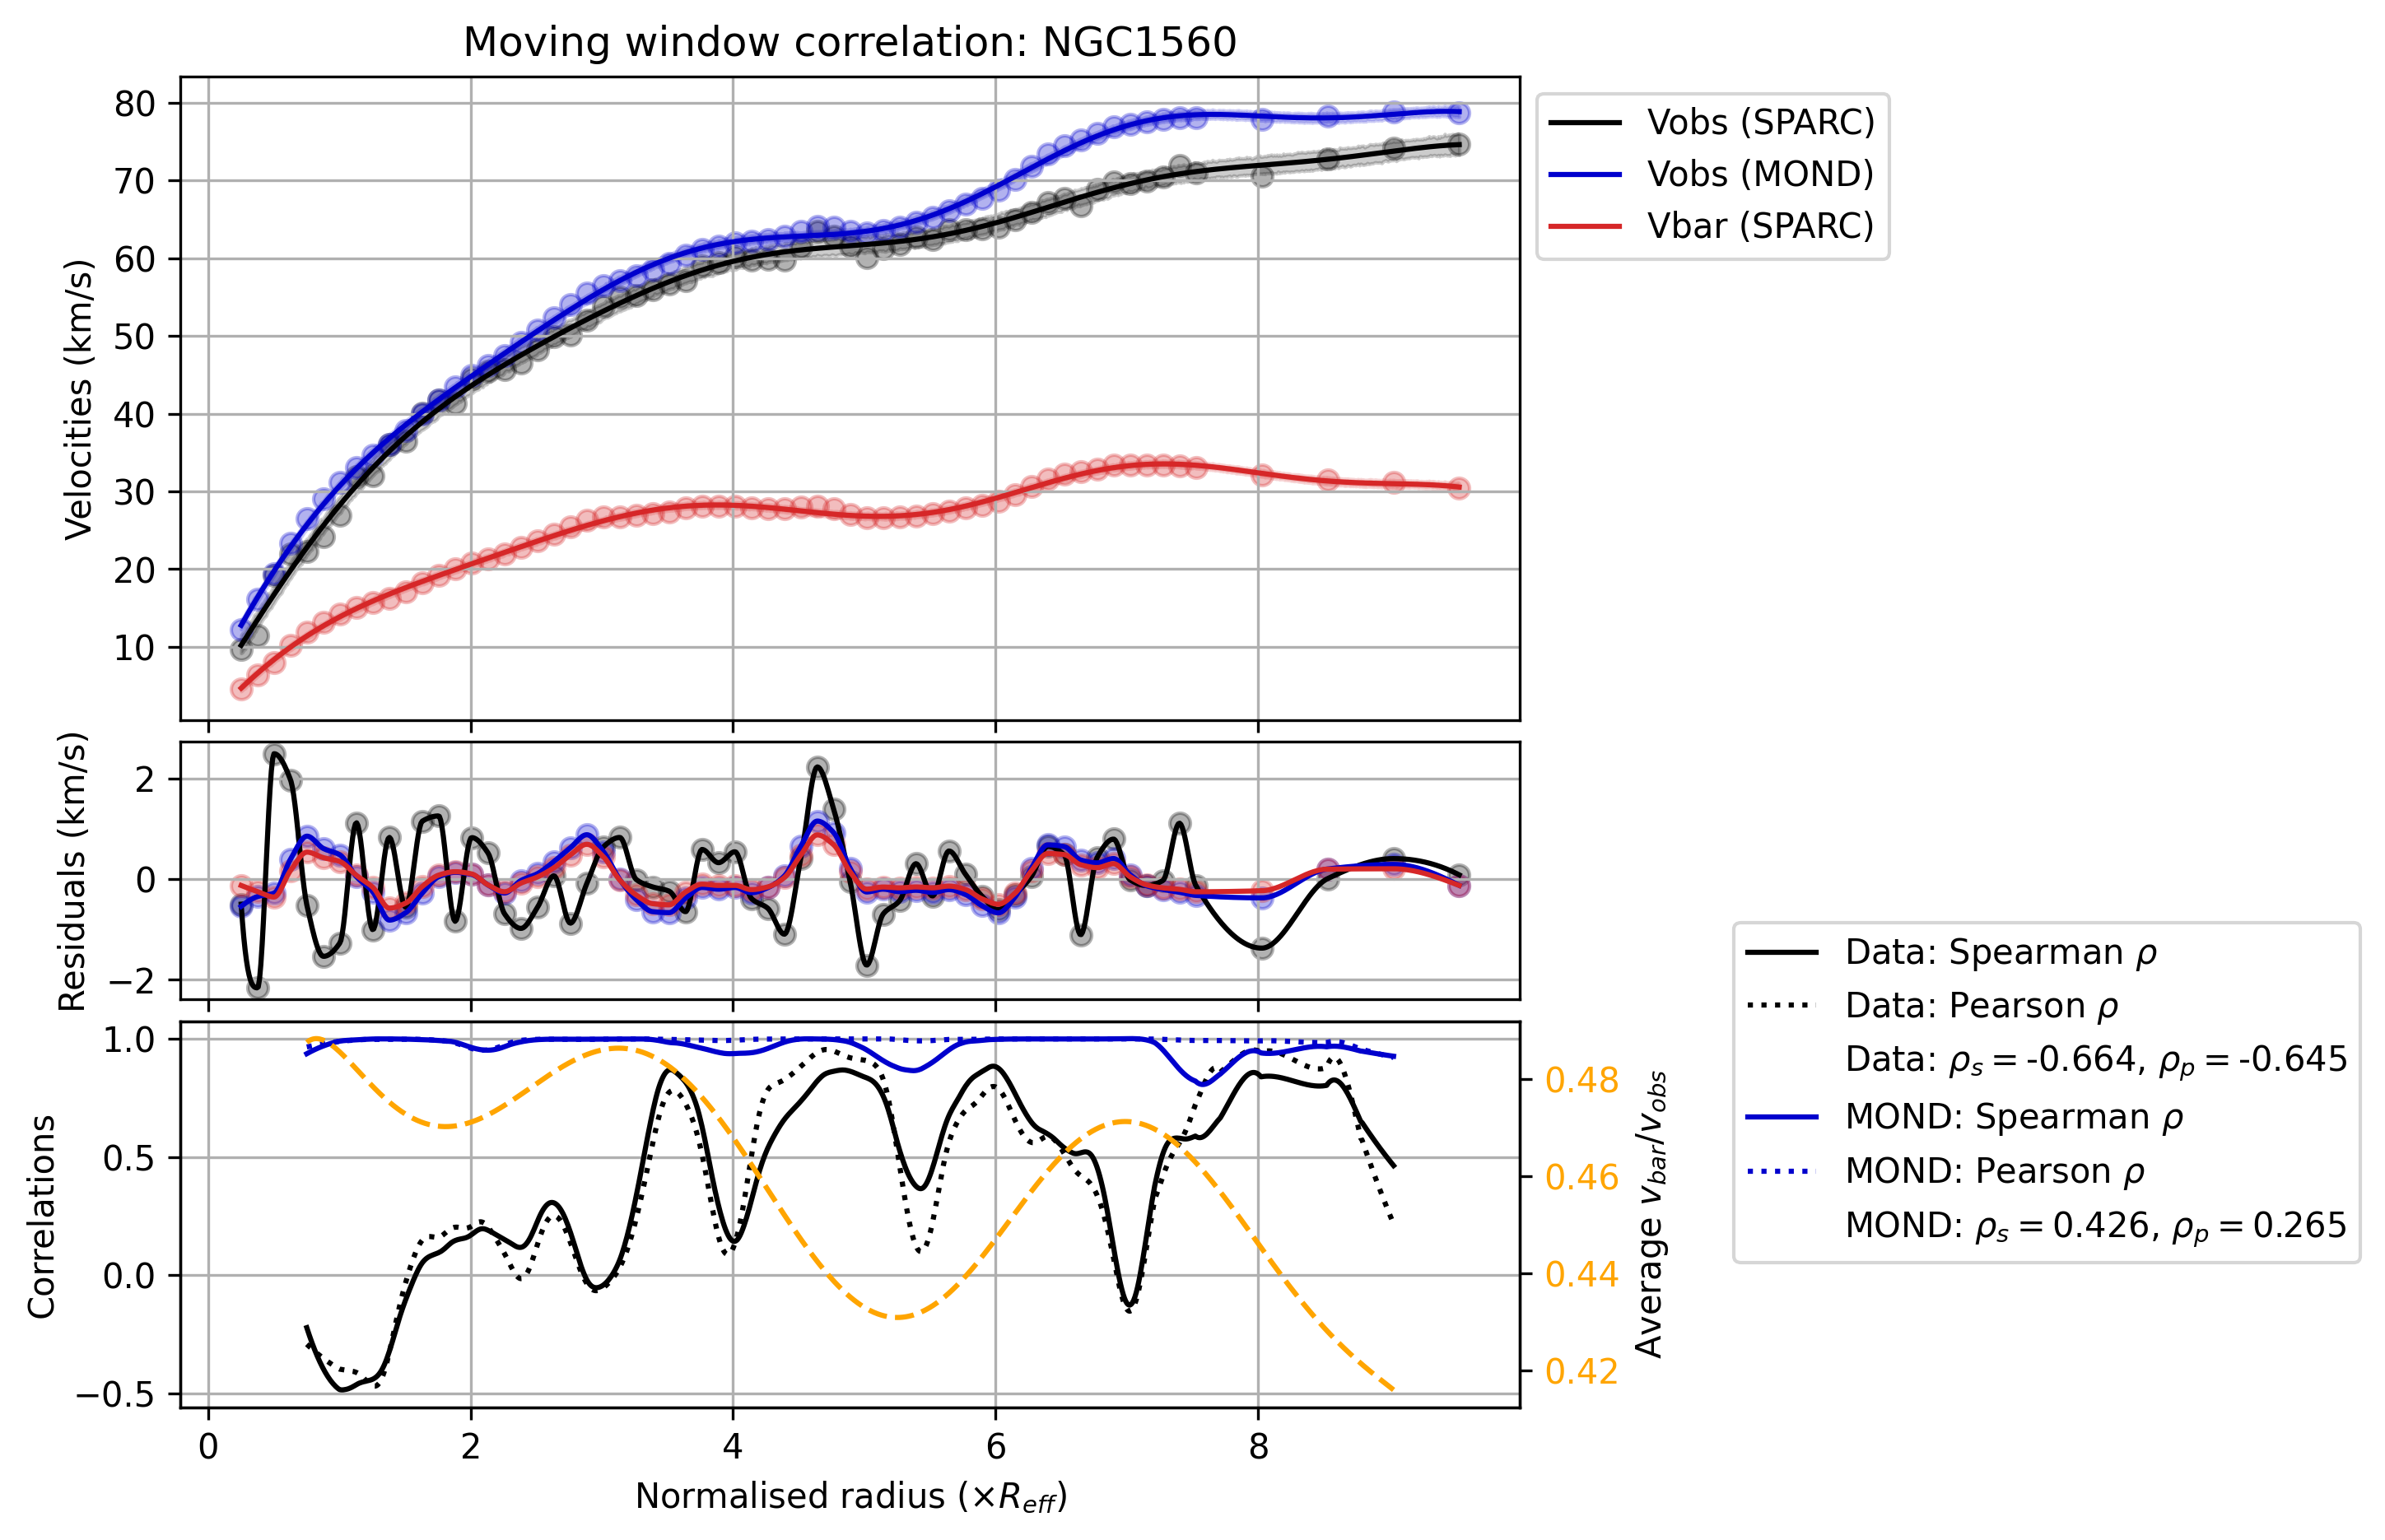 Moving window correlation: NGC1560
80
70
60
50
40
30
20
10
Velocities (km/s)
Vobs (SPARC)
Vobs (MOND)
Vbar (SPARC)
2
0
−2
Residuals (km/s)
1.0
0.5
0.0
−0.5
Correlations
0.48
0.46
0.44
0.42
Average v_bar/v_obs
Data: Spearman ρ
Data: Pearson ρ
Data: ρ_s = -0.664, ρ_p = -0.645
MOND: Spearman ρ
MOND: Pearson ρ
MOND: ρ_s = 0.426, ρ_p = 0.265
0 2 4 6 8
Normalised radius (×R_eff)